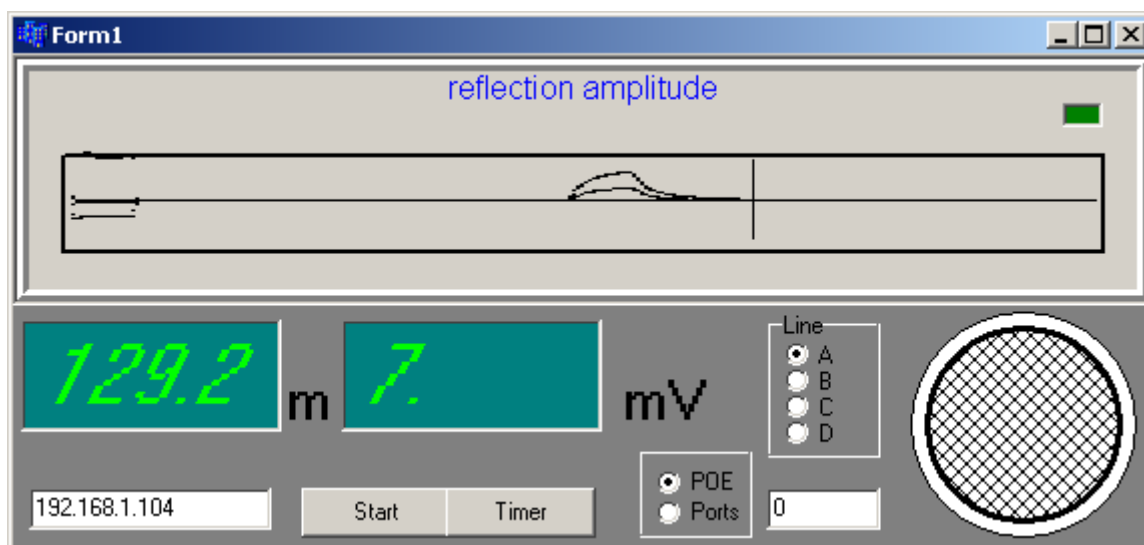 Form1
reflection amplitude
129.2 m 7. mV
Line
A
B
C
D
POE
Ports
192.168.1.104
Start Timer
0